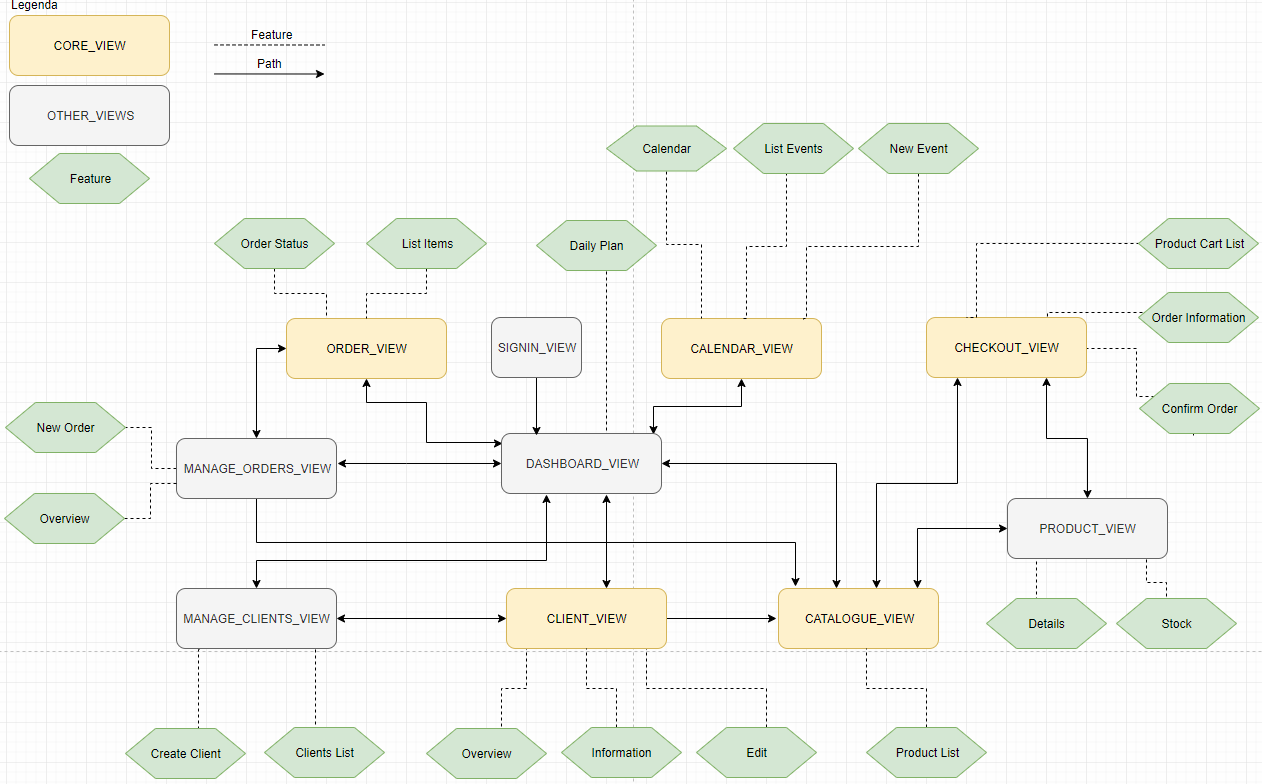 Legenda
CORE_VIEW
Feature
Path
OTHER_VIEWS
Feature
Calendar
List Events
New Event
Order Status
List Items
Daily Plan
Product Cart List
Order Information
ORDER_VIEW
SIGNIN_VIEW
CALENDAR_VIEW
CHECKOUT_VIEW
Confirm Order
New Order
MANAGE_ORDERS_VIEW
DASHBOARD_VIEW
Overview
PRODUCT_VIEW
MANAGE_CLIENTS_VIEW
CLIENT_VIEW
CATALOGUE_VIEW
Details
Stock
Create Client
Clients List
Overview
Information
Edit
Product List